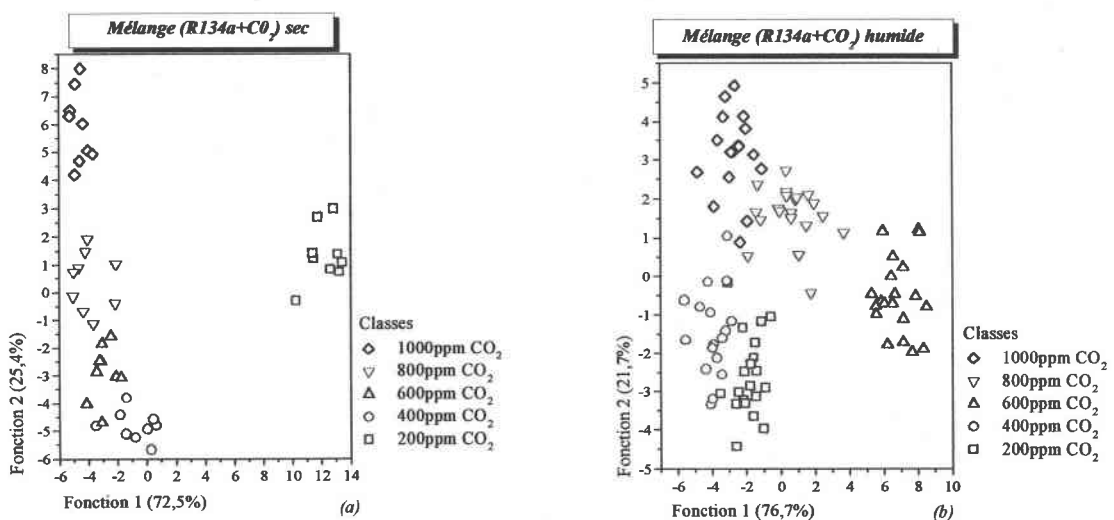 Mélange (R134a+C0₂) sec
8
7
6
5
4
3
2
1
0
-1
-2
-3
-4
-5
-6
Fonction 2 (25,4%)
-6 -4 -2 0 2 4 6 8 10 12 14
Fonction 1 (72,5%)
(a)
Classes
1000ppm CO₂
800ppm CO₂
600ppm CO₂
400ppm CO₂
200ppm CO₂
Mélange (R134a+CO₂) humide
5
4
3
2
1
0
-1
-2
-3
-4
-5
Fonction 2 (21,7%)
-6 -4 -2 0 2 4 6 8 10
Fonction 1 (76,7%)
(b)
Classes
1000ppm CO₂
800ppm CO₂
600ppm CO₂
400ppm CO₂
200ppm CO₂